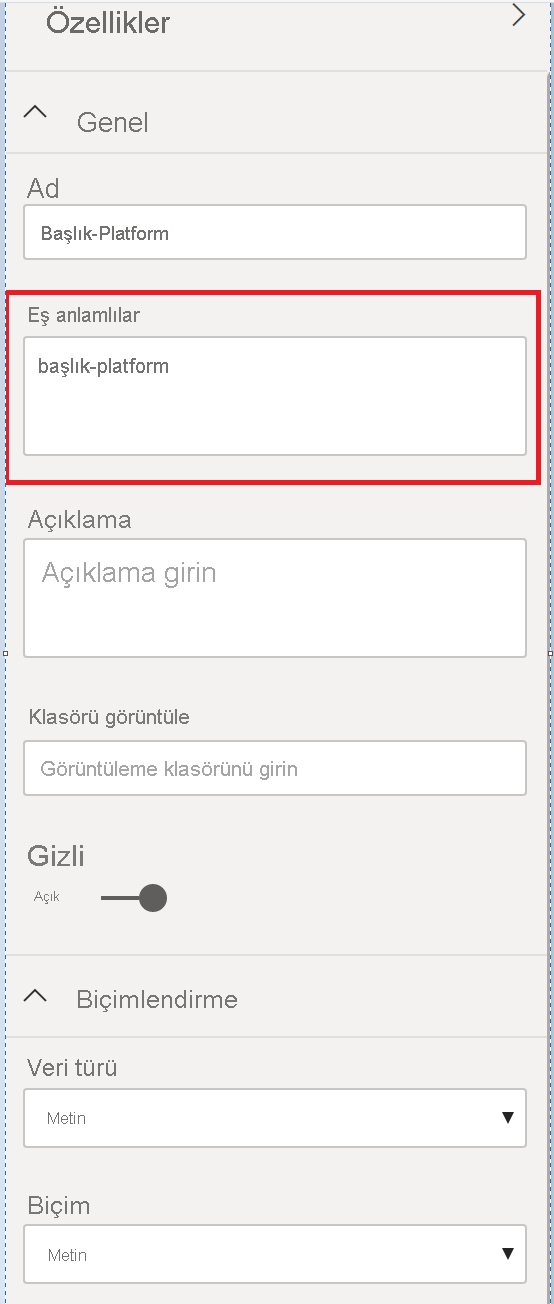 Özellikler
Genel
Ad
Başlık-Platform
Eş anlamlılar
başlık-platform
Açıklama
Açıklama girin
Klasörü görüntüle
Görüntüleme klasörünü girin
Gizli
Açık
Biçimlendirme
Veri türü
Metin
Biçim
Metin